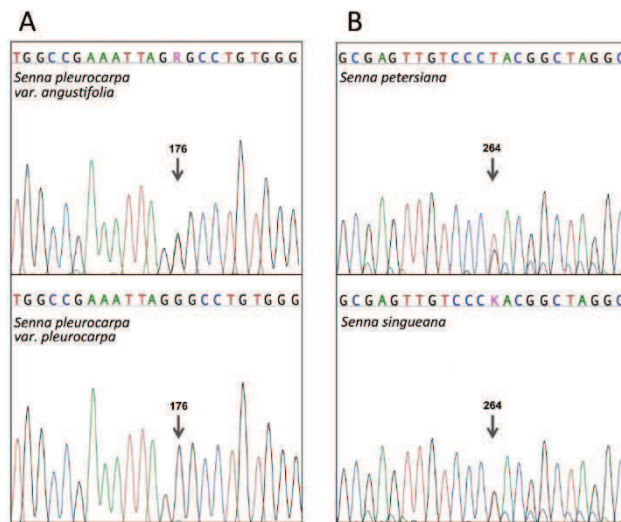 A
B
TGGCCGAAATTAGRGCCTGTGGG
Senna pleurocarpa
var. angustifolia
176
GCGAGTTGTCCCTACGGCTAGGC
Senna petersiana
264
TGGCCGAAATTAGGGCCTGTGGG
Senna pleurocarpa
var. pleurocarpa
176
GCGAGTTGTCCCKACGGCTAGGC
Senna singueana
264